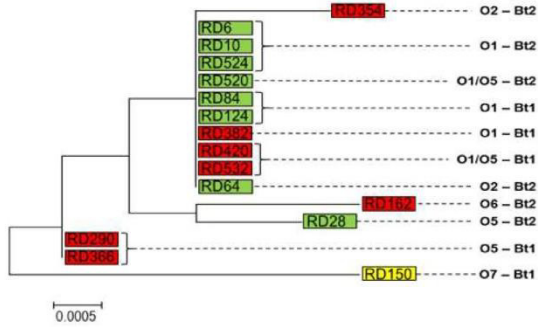 RD354 O2 – Bt2
RD6
RD10 O1 – Bt2
RD524
RD520 O1/O5 – Bt2
RD84
O1 – Bt1
RD124
RD382 O1 – Bt1
RD420
O1/O5 – Bt1
RD532
RD64 O2 – Bt2
RD162 O6 – Bt2
RD28 O5 – Bt2
RD290
O5 – Bt1
RD366
RD150 O7 – Bt1
0.0005